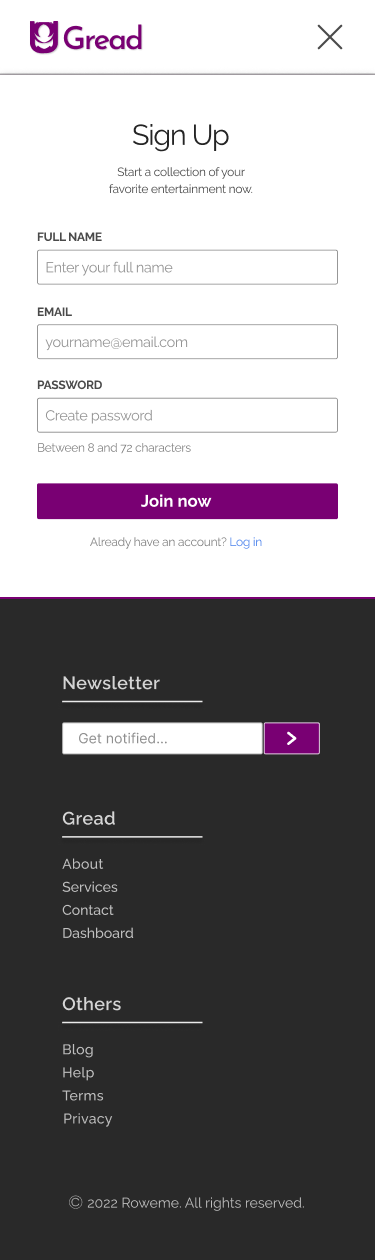 Gread
Sign Up
Start a collection of your
favorite entertainment now.
FULL NAME
Enter your full name
EMAIL
yourname@email.com
PASSWORD
Create password
Between 8 and 72 characters
Join now
Already have an account? Log in
Newsletter
Get notified...
Gread
About
Services
Contact
Dashboard
Others
Blog
Help
Terms
Privacy
© 2022 Roweme. All rights reserved.